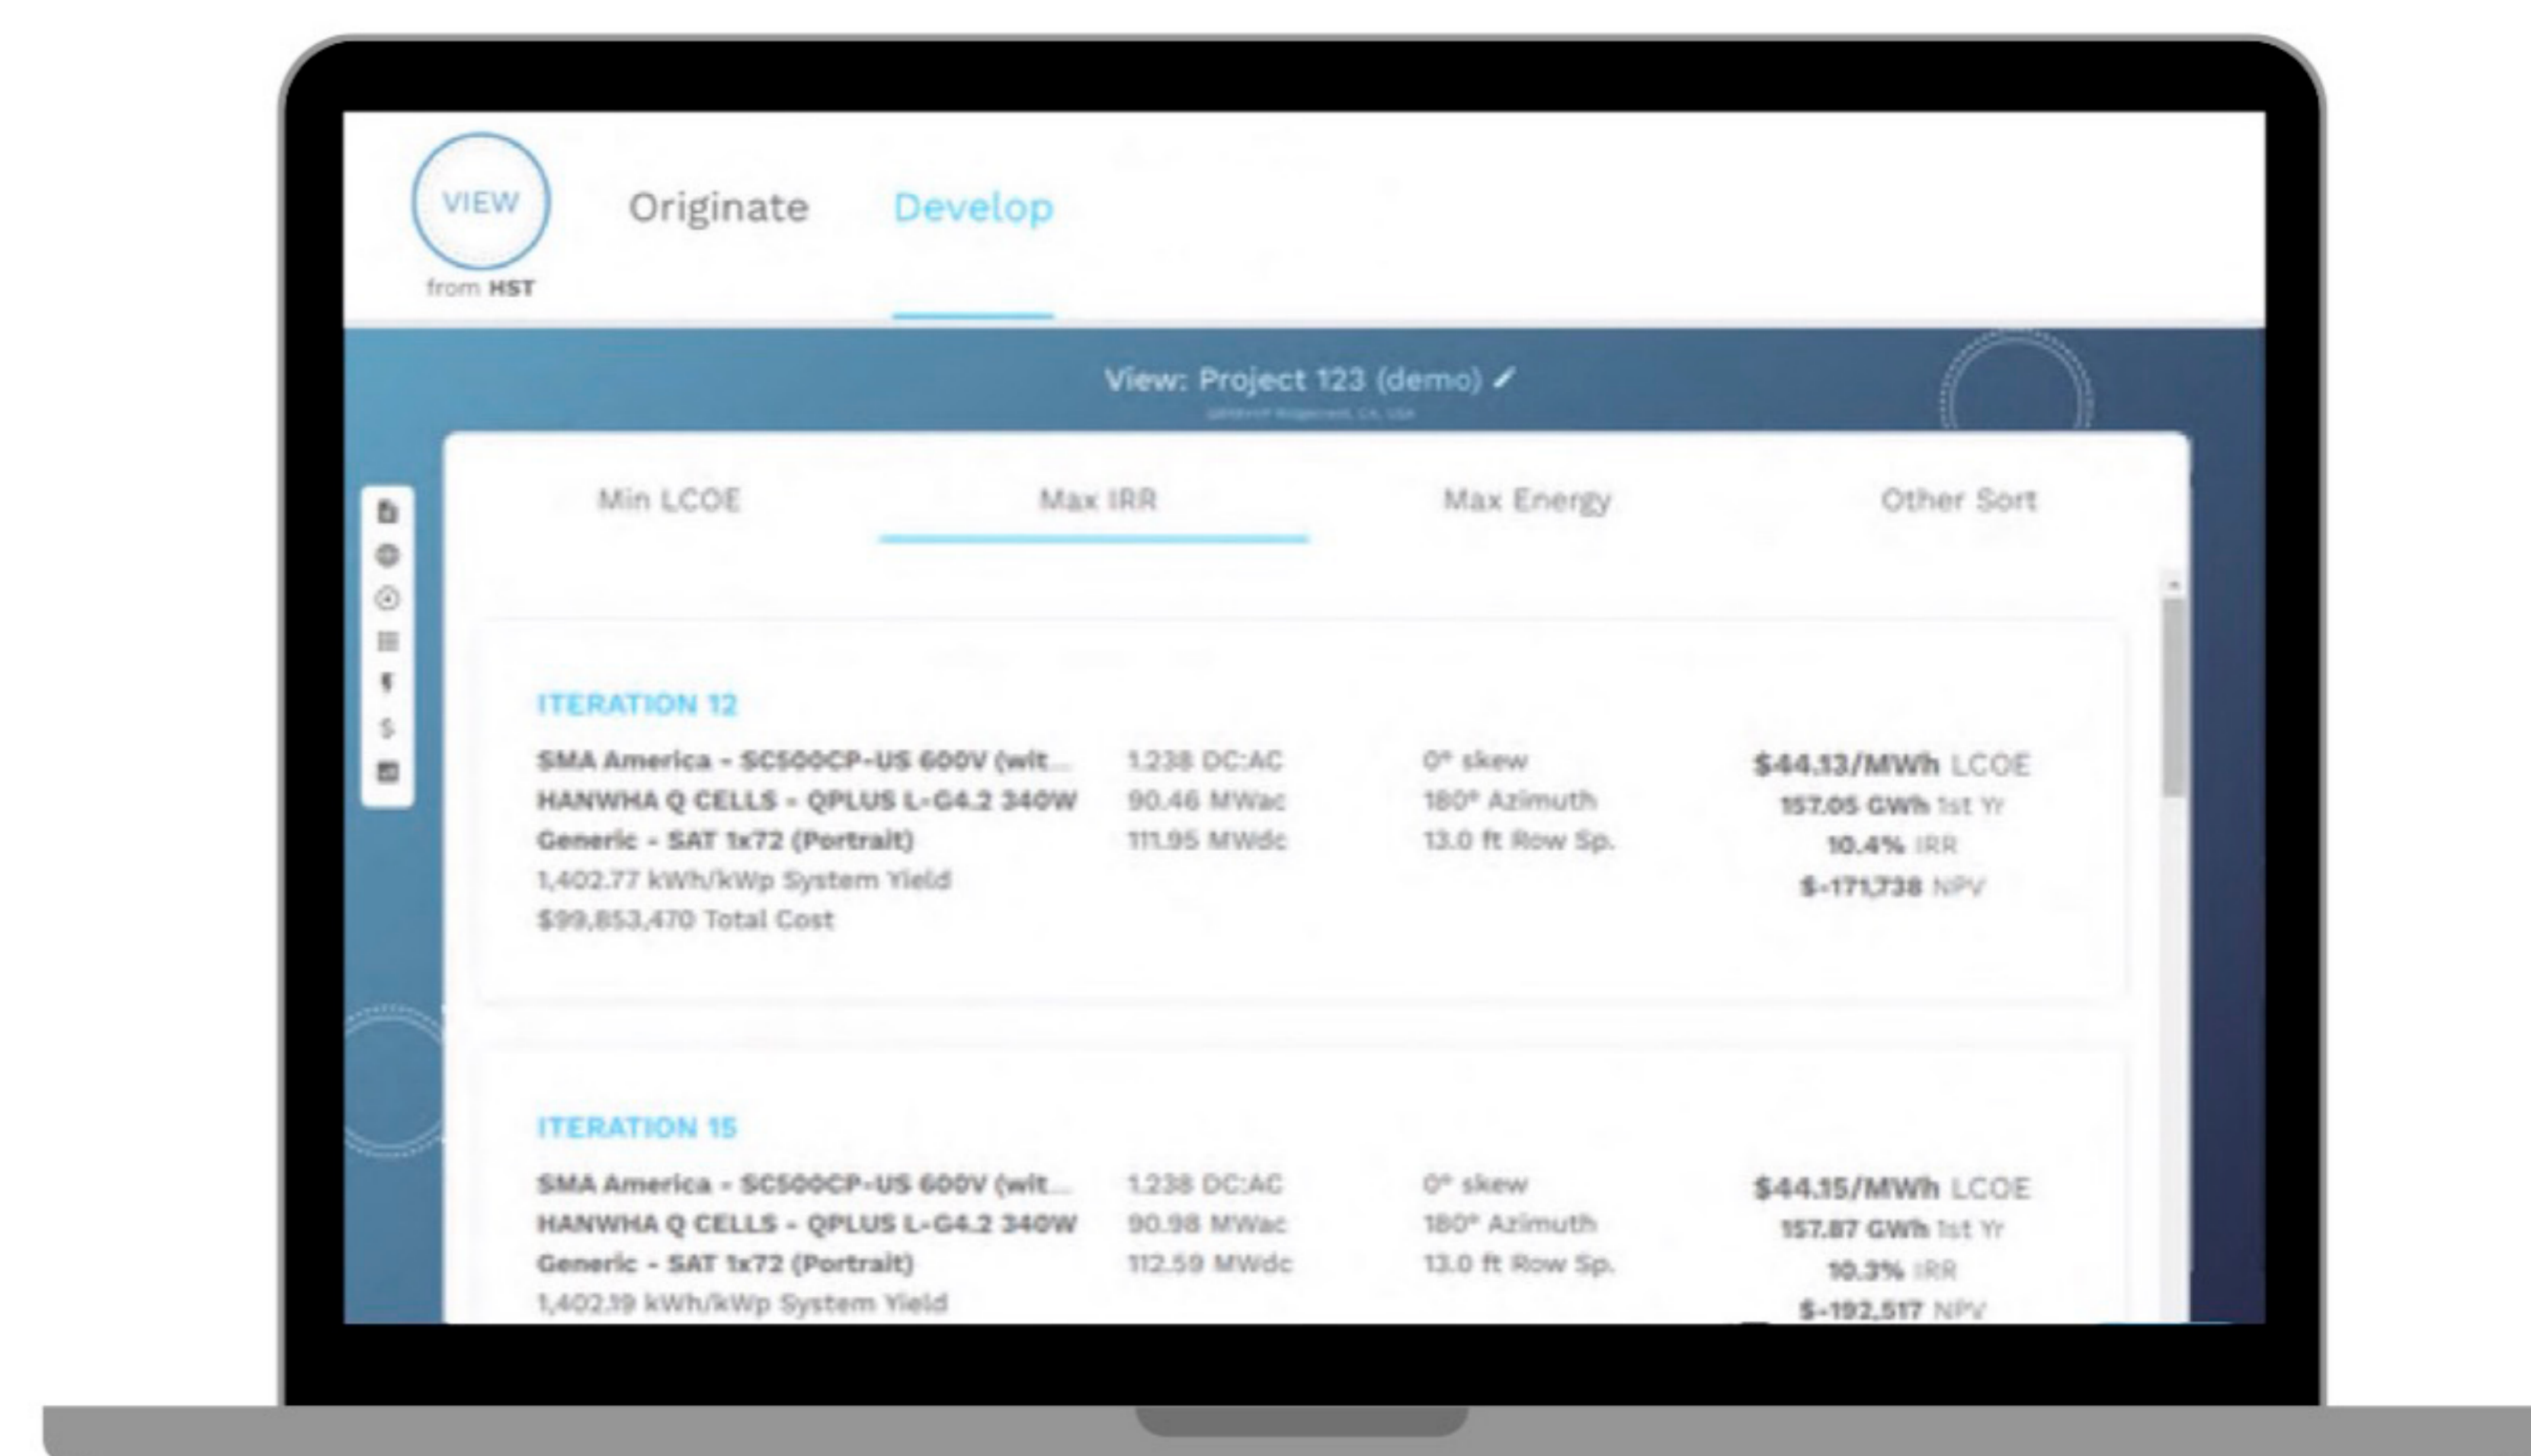 VIEW
from HST
Originate
Develop
View: Project 123 (demo)
CA, USA
Min LCOE
Max IRR
Max Energy
Other Sort
ITERATION 12
SMA America - SC500CP-US 600V (wit...
HANWHA Q CELLS - QPLUS L-G4.2 340W
Generic - SAT 1x72 (Portrait)
1,402.77 kWh/kWp System Yield
$99,853,470 Total Cost
1.238 DC:AC
90.46 MWac
111.95 MWdc
0° skew
180° Azimuth
13.0 ft Row Sp.
$44.13/MWh LCOE
157.05 GWh 1st Yr
10.4% IRR
$-171,738 NPV
ITERATION 15
SMA America - SC500CP-US 600V (wit...
HANWHA Q CELLS - QPLUS L-G4.2 340W
Generic - SAT 1x72 (Portrait)
1,402.19 kWh/kWp System Yield
1.238 DC:AC
90.98 MWac
112.59 MWdc
0° skew
180° Azimuth
13.0 ft Row Sp.
$44.15/MWh LCOE
157.87 GWh 1st Yr
10.3% IRR
$-192,517 NPV